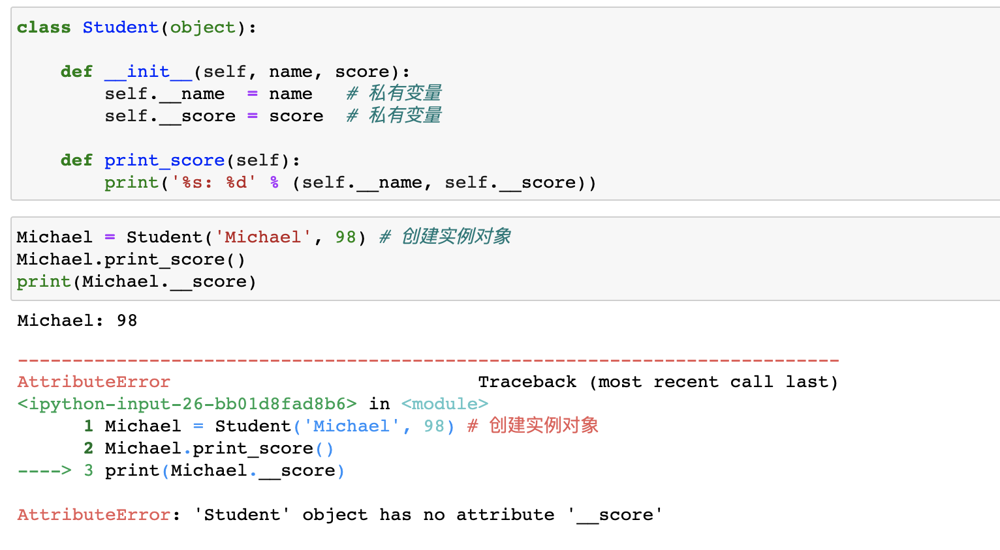 class Student(object):
    def __init__(self, name, score):
        self.__name  = name   # 私有变量
        self.__score = score  # 私有变量
    def print_score(self):
        print('%s: %d' % (self.__name, self.__score))
Michael = Student('Michael', 98) # 创建实例对象
Michael.print_score()
print(Michael.__score)
Michael: 98
---------------------------------------------------------------------------
AttributeError                            Traceback (most recent call last)
<ipython-input-26-bb01d8fad8b6> in <module>
      1 Michael = Student('Michael', 98) # 创建实例对象
      2 Michael.print_score()
----> 3 print(Michael.__score)
AttributeError: 'Student' object has no attribute '__score'